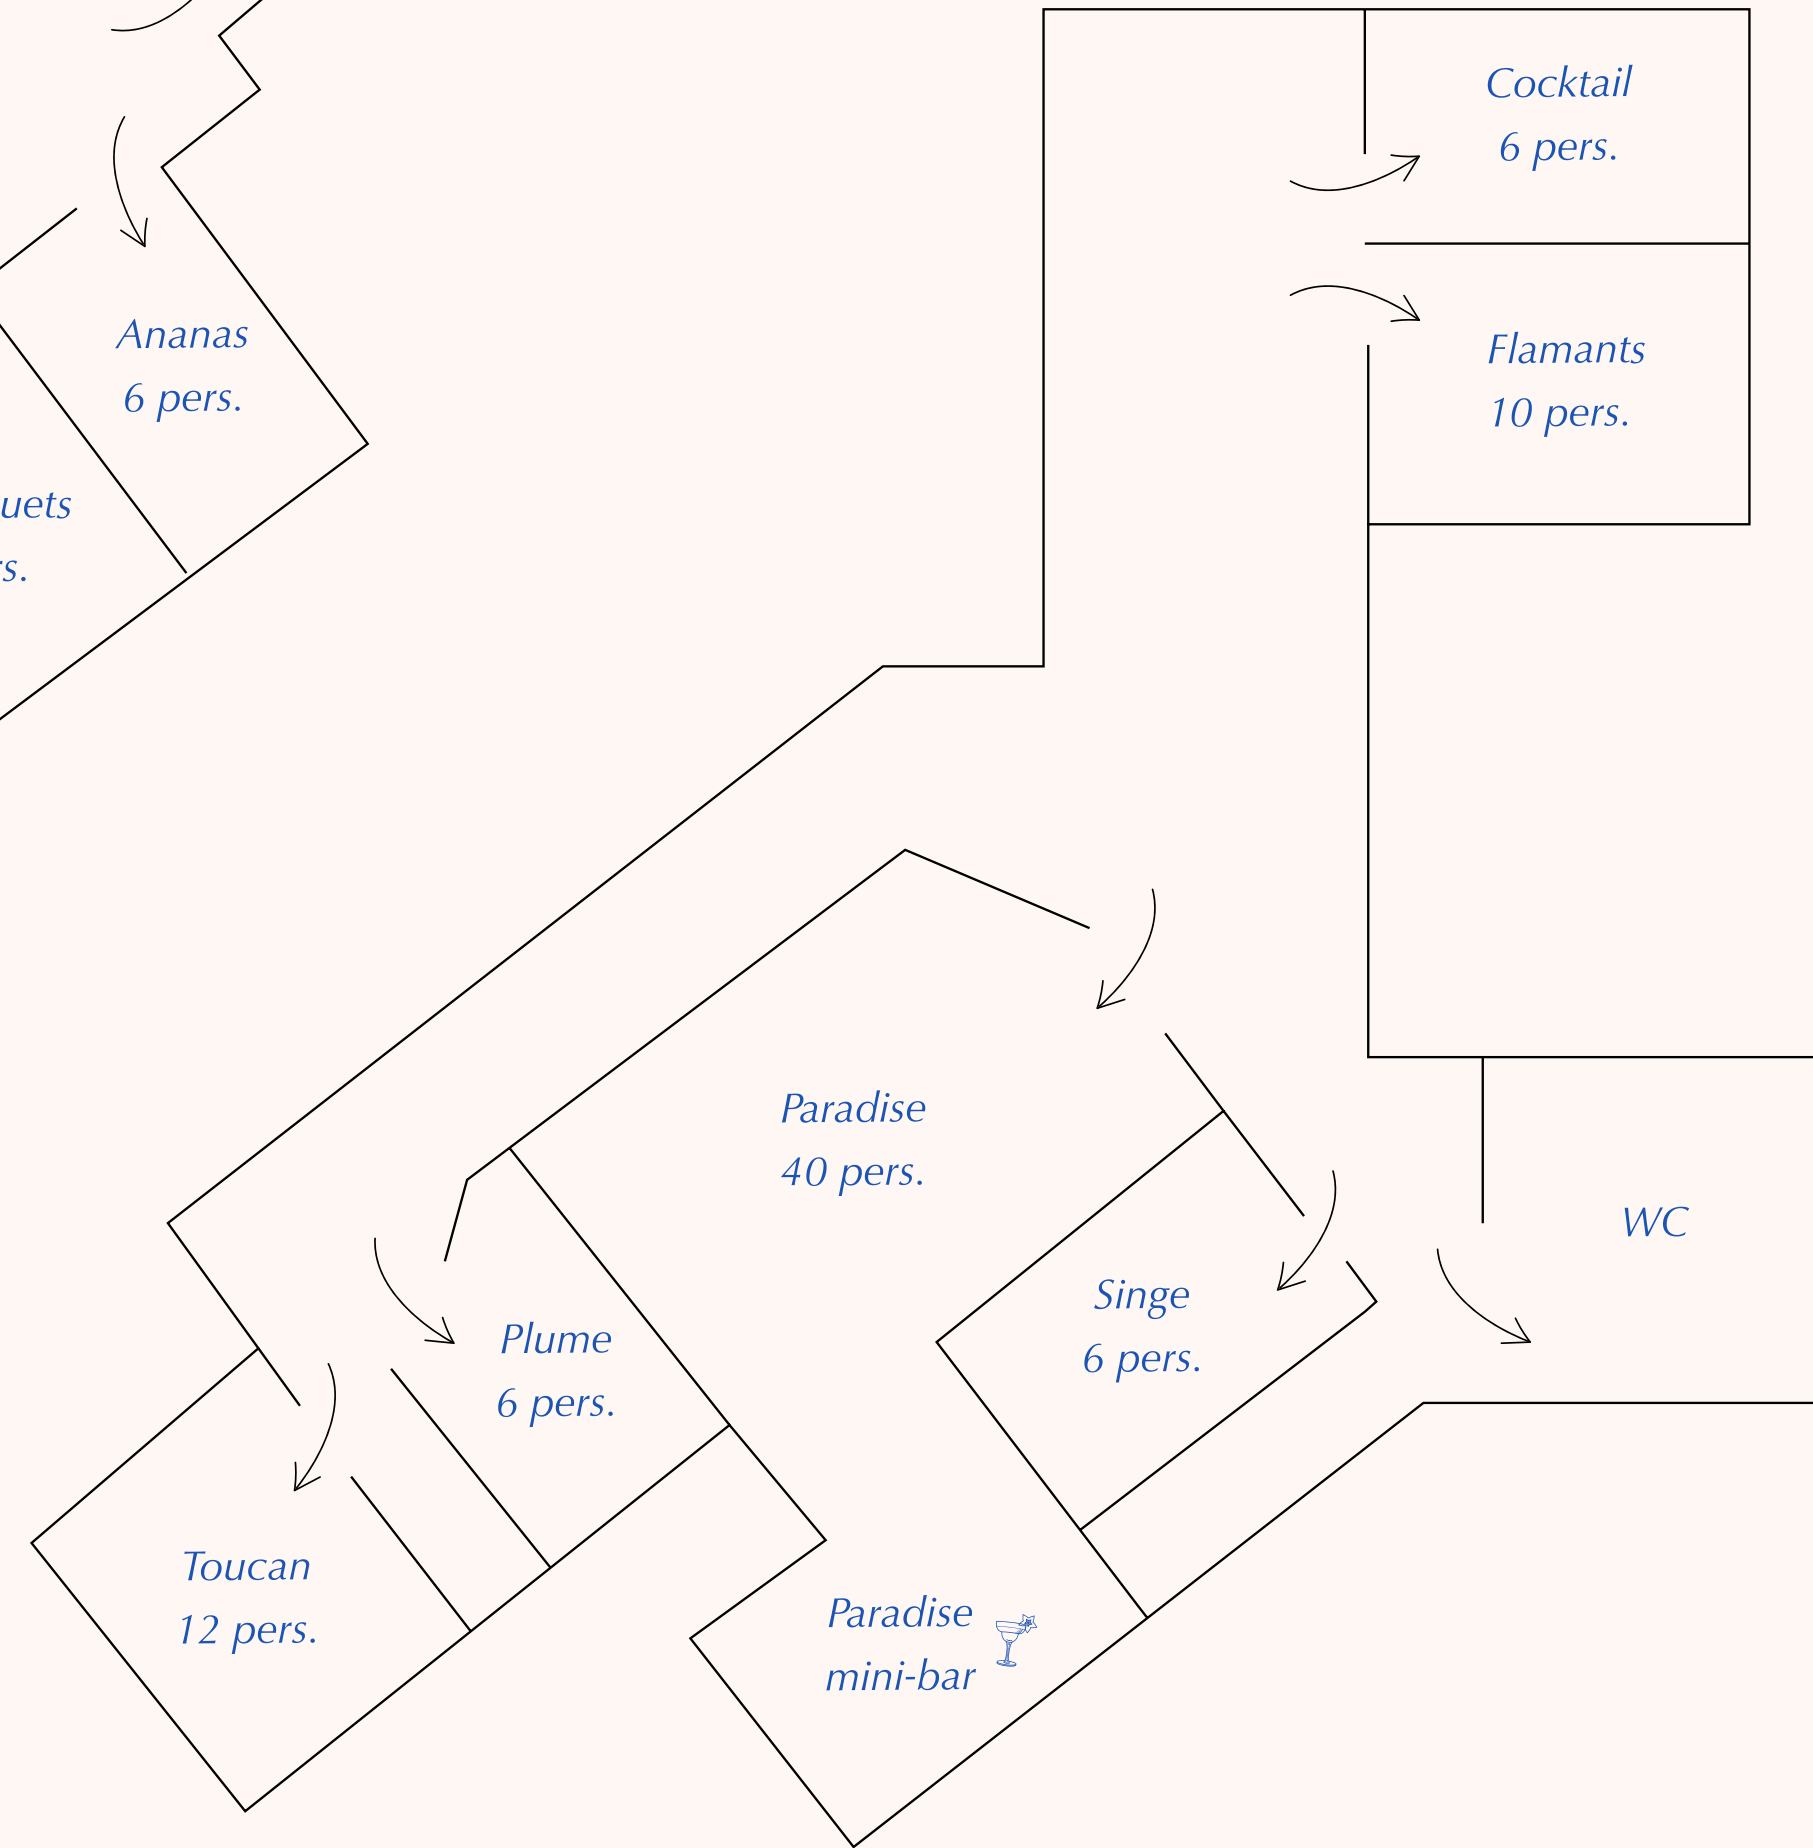 Cocktail
6 pers.
Ananas
6 pers.
Flamants
10 pers.
Paradise
40 pers.
WC
Singe
6 pers.
Plume
6 pers.
Toucan
12 pers.
Paradise
mini-bar